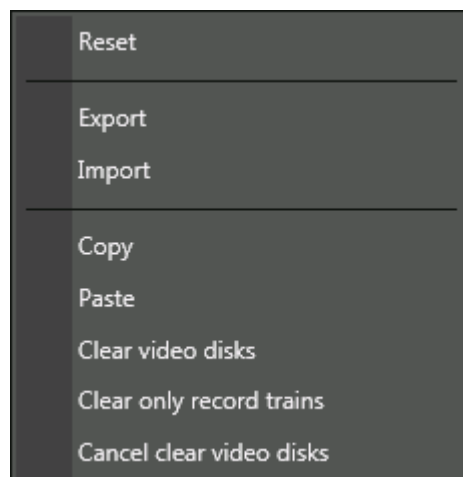 Reset
Export
Import
Copy
Paste
Clear video disks
Clear only record trains
Cancel clear video disks